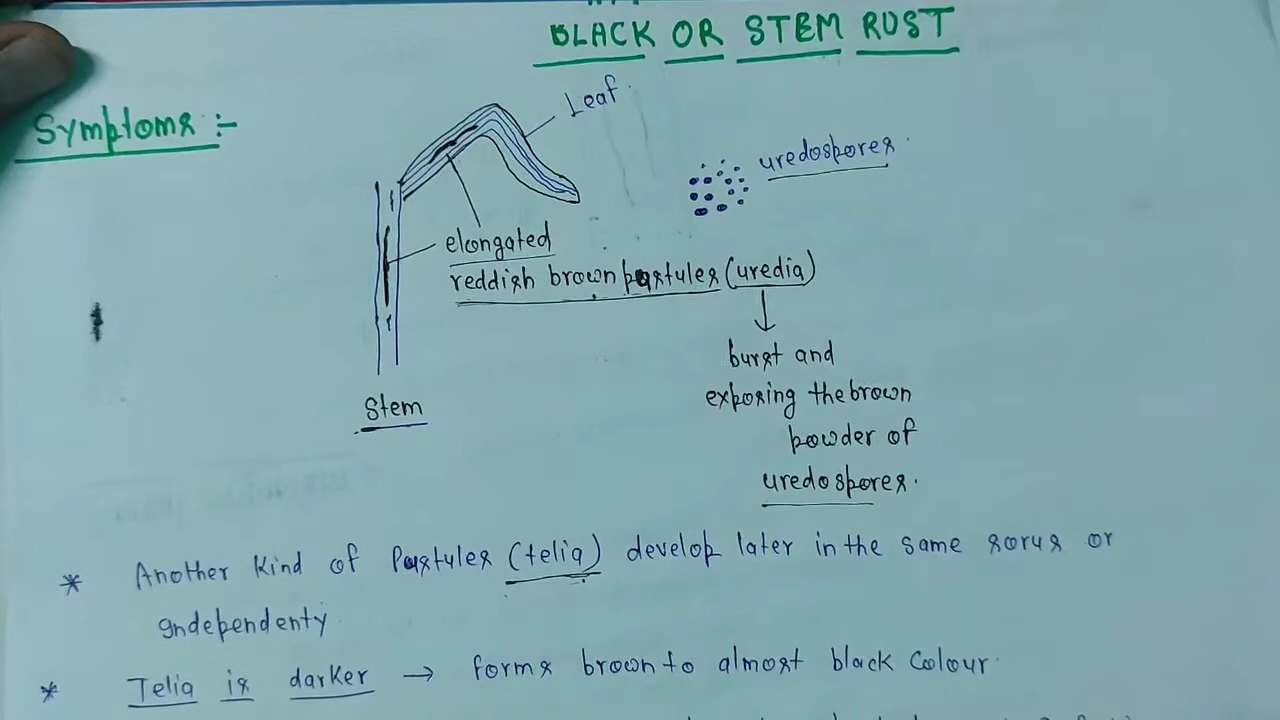 BLACK OR STEM RUST
Symptoms :-
Leaf.
uredospores.
elongated
reddish brown pustules (uredia)
burst and
exposing the brown
powder of
uredospores.
Stem
* Another Kind of Pustules (telia) develop later in the same sorus or
independenty
* Telia is darker → forms brown to almost black Colour.